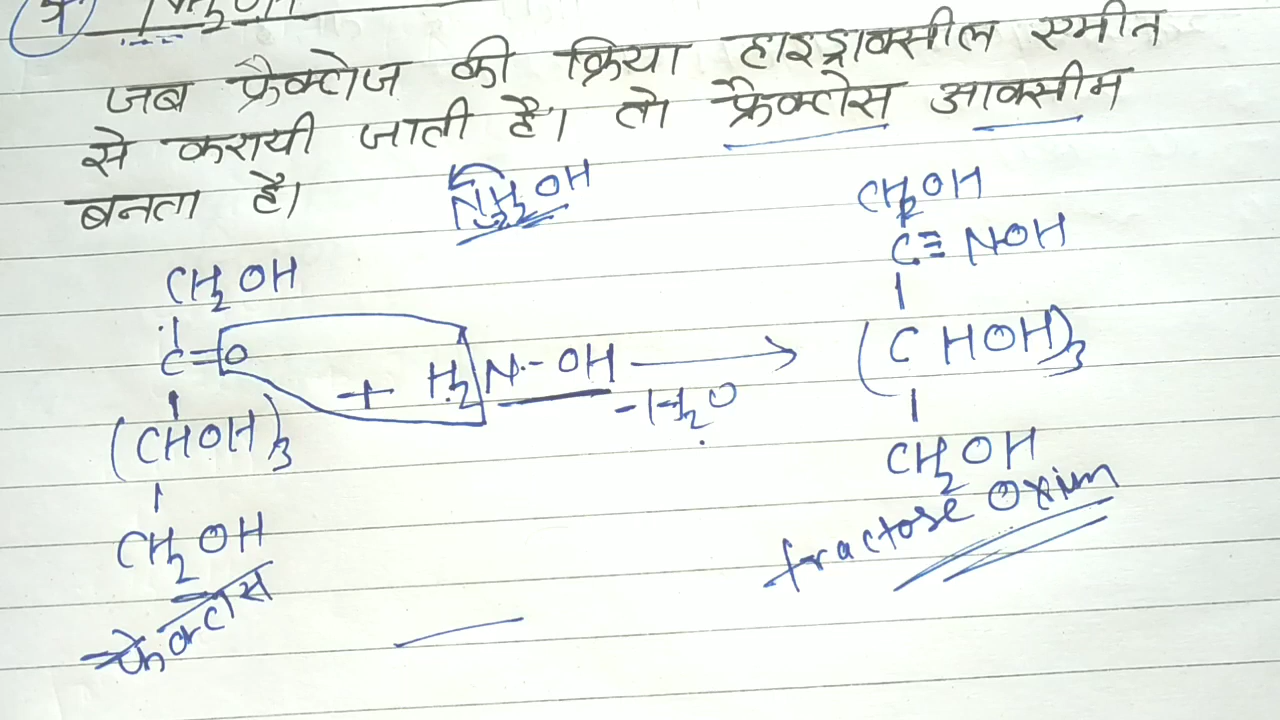 जब फ्रैक्टोज की क्रिया हाइड्राक्सील एमीन
से करायी जाती है। तो फ्रैक्टोस आक्सीम
बनता है।
NH2OH
CH2OH
C=O
+ H2N-OH
-H2O
(CHOH)3
CH2OH
CH2OH
C=NOH
(CHOH)3
CH2OH
fractose Oxim